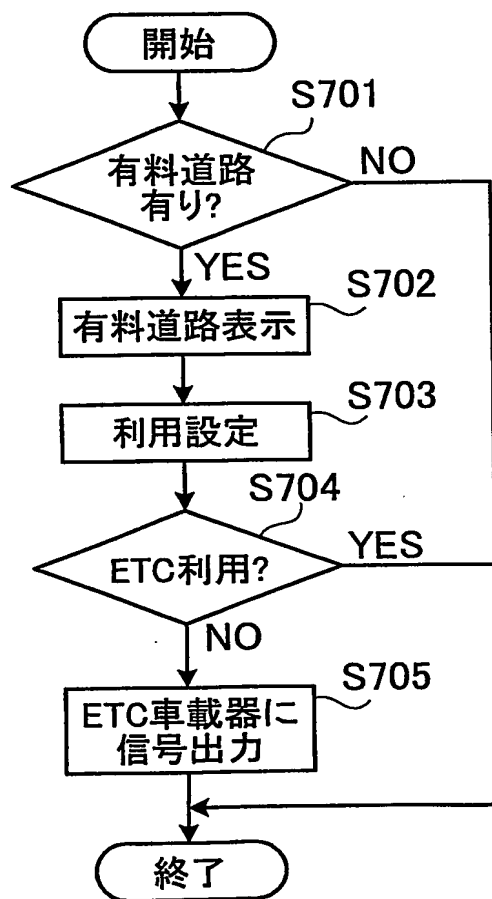 開始
S701
有料道路
有り?
NO
YES
S702
有料道路表示
S703
利用設定
S704
ETC利用?
YES
NO
S705
ETC車載器に
信号出力
終了